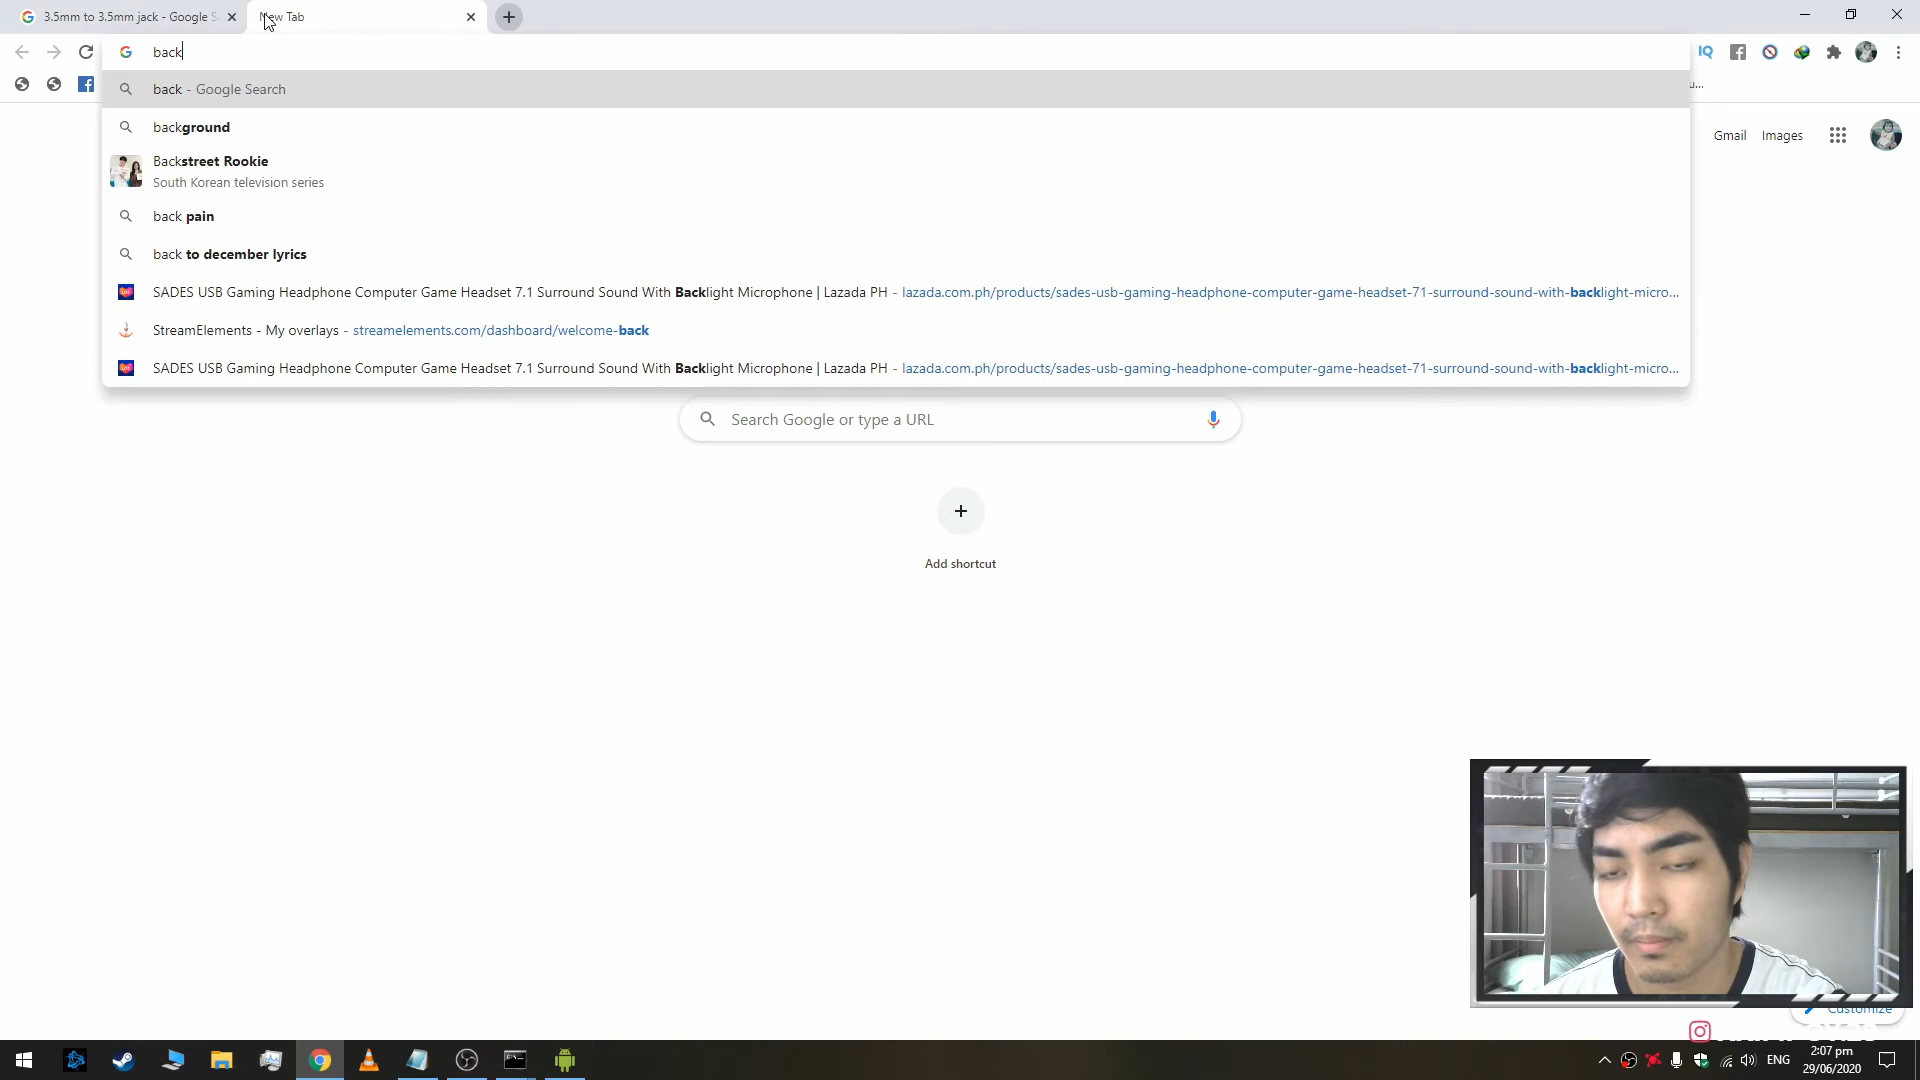 3.5mm to 3.5mm jack - Google S
New Tab
back
back - Google Search
background
Backstreet Rookie
South Korean television series
back pain
back to december lyrics
SADES USB Gaming Headphone Computer Game Headset 7.1 Surround Sound With Backlight Microphone | Lazada PH - lazada.com.ph/products/sades-usb-gaming-headphone-computer-game-headset-71-surround-sound-with-backlight-micro...
StreamElements - My overlays - streamelements.com/dashboard/welcome-back
SADES USB Gaming Headphone Computer Game Headset 7.1 Surround Sound With Backlight Microphone | Lazada PH - lazada.com.ph/products/sades-usb-gaming-headphone-computer-game-headset-71-surround-sound-with-backlight-micro...
IQ
Gmail Images
Search Google or type a URL
Add shortcut
Customize
ENG
2:07 pm
29/06/2020